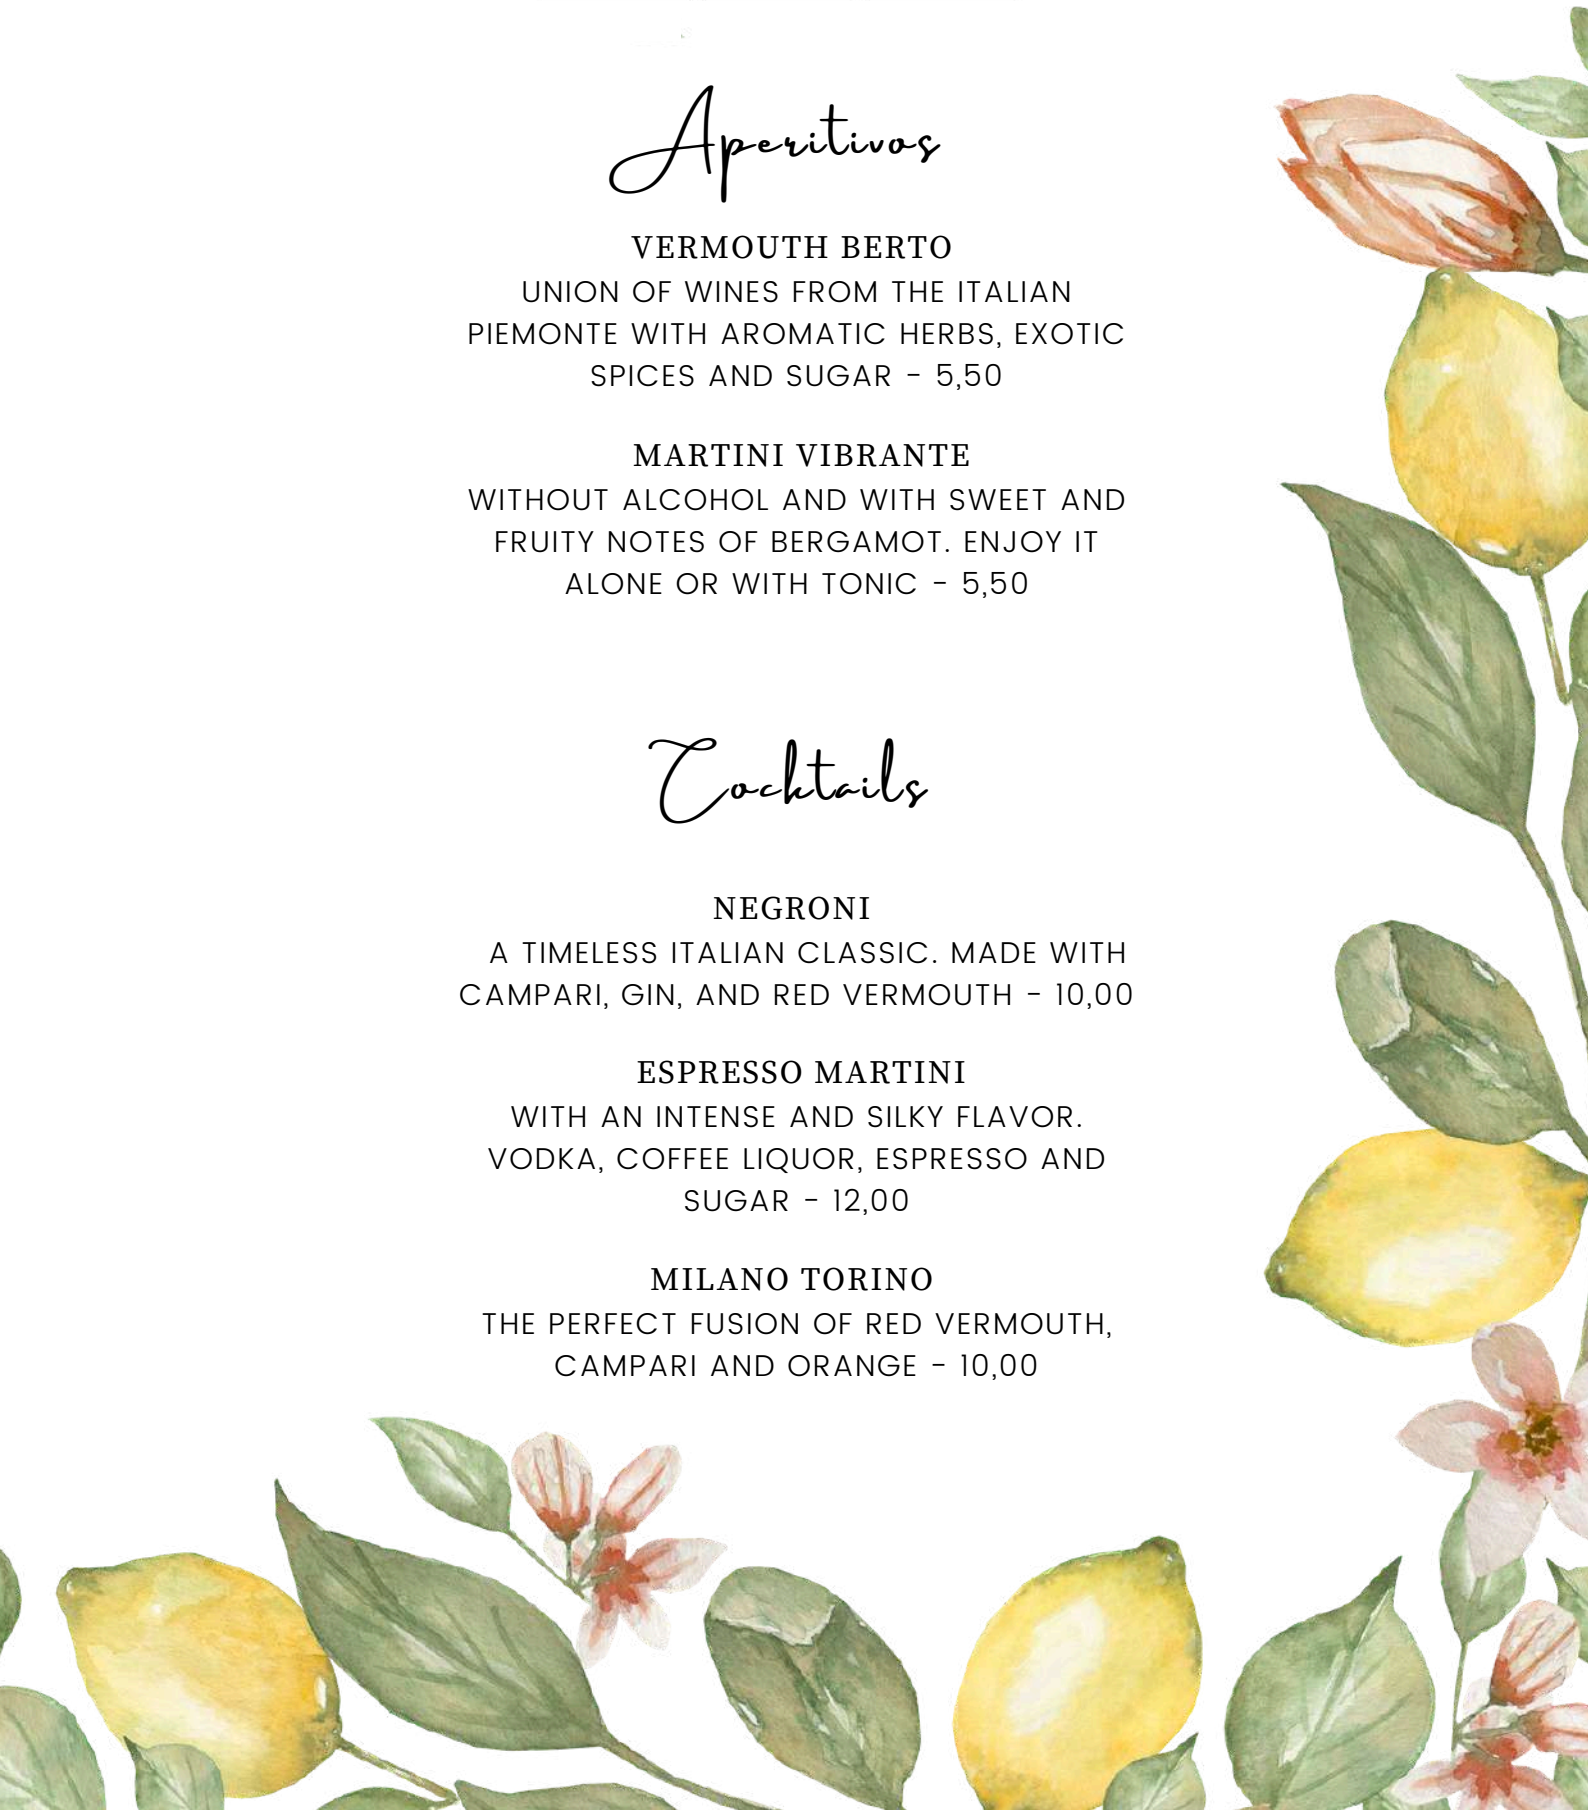 Aperitivos
VERMOUTH BERTO
UNION OF WINES FROM THE ITALIAN
PIEMONTE WITH AROMATIC HERBS, EXOTIC
SPICES AND SUGAR - 5,50
MARTINI VIBRANTE
WITHOUT ALCOHOL AND WITH SWEET AND
FRUITY NOTES OF BERGAMOT. ENJOY IT
ALONE OR WITH TONIC - 5,50
Cocktails
NEGRONI
A TIMELESS ITALIAN CLASSIC. MADE WITH
CAMPARI, GIN, AND RED VERMOUTH - 10,00
ESPRESSO MARTINI
WITH AN INTENSE AND SILKY FLAVOR.
VODKA, COFFEE LIQUOR, ESPRESSO AND
SUGAR - 12,00
MILANO TORINO
THE PERFECT FUSION OF RED VERMOUTH,
CAMPARI AND ORANGE - 10,00